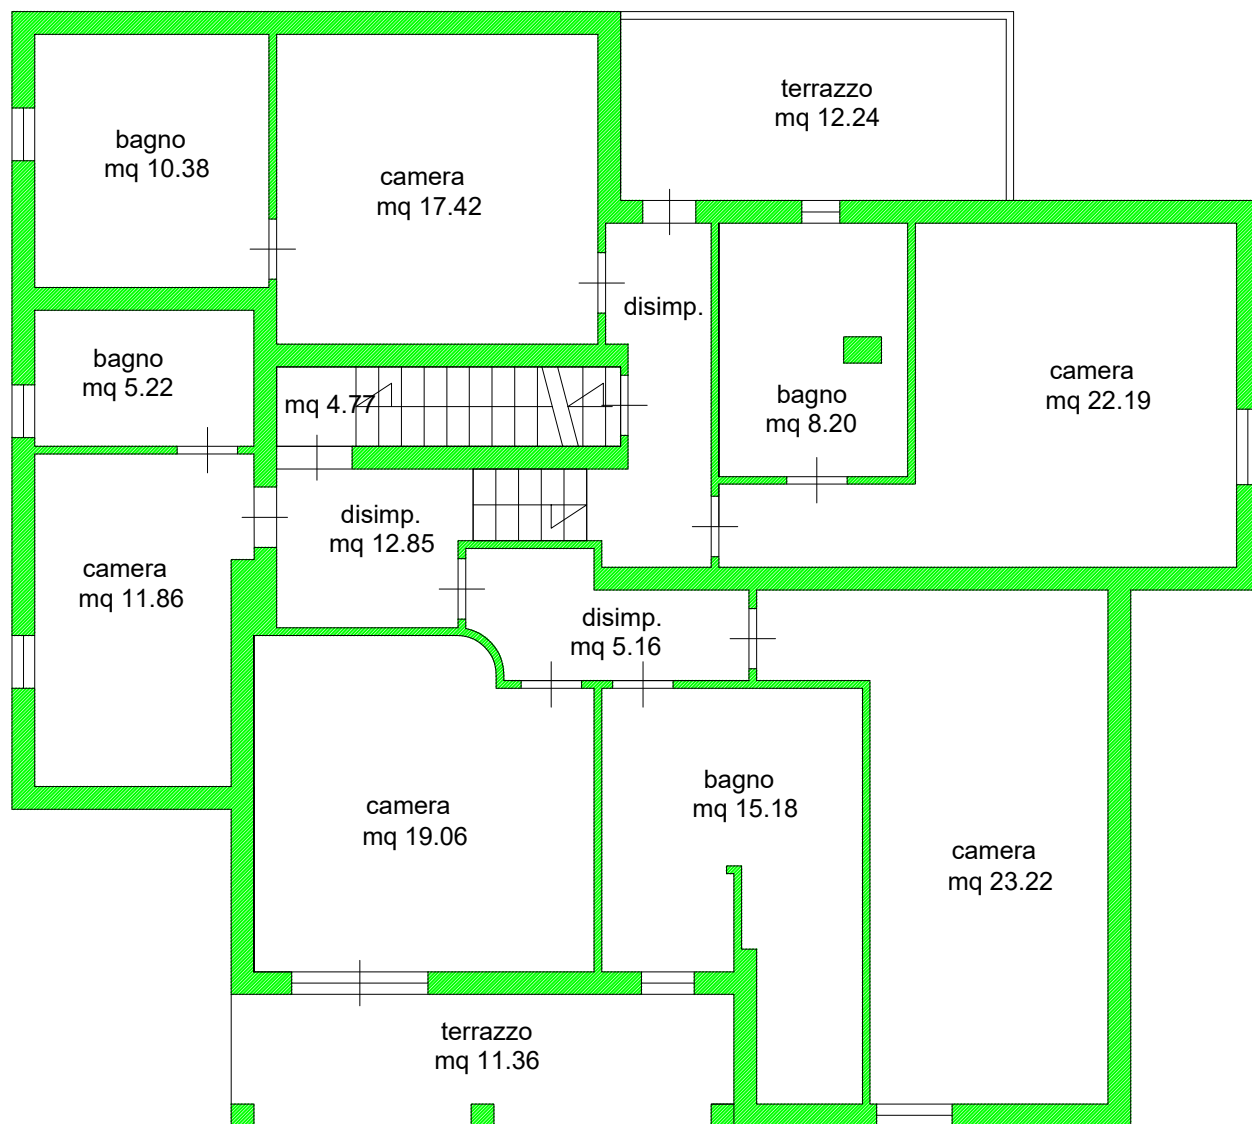 terrazzo
mq 12.24
bagno
mq 10.38
camera
mq 17.42
disimp.
bagno
mq 5.22
mq 4.77
camera
mq 22.19
bagno
mq 8.20
disimp.
mq 12.85
camera
mq 11.86
disimp.
mq 5.16
bagno
mq 15.18
camera
mq 19.06
camera
mq 23.22
terrazzo
mq 11.36